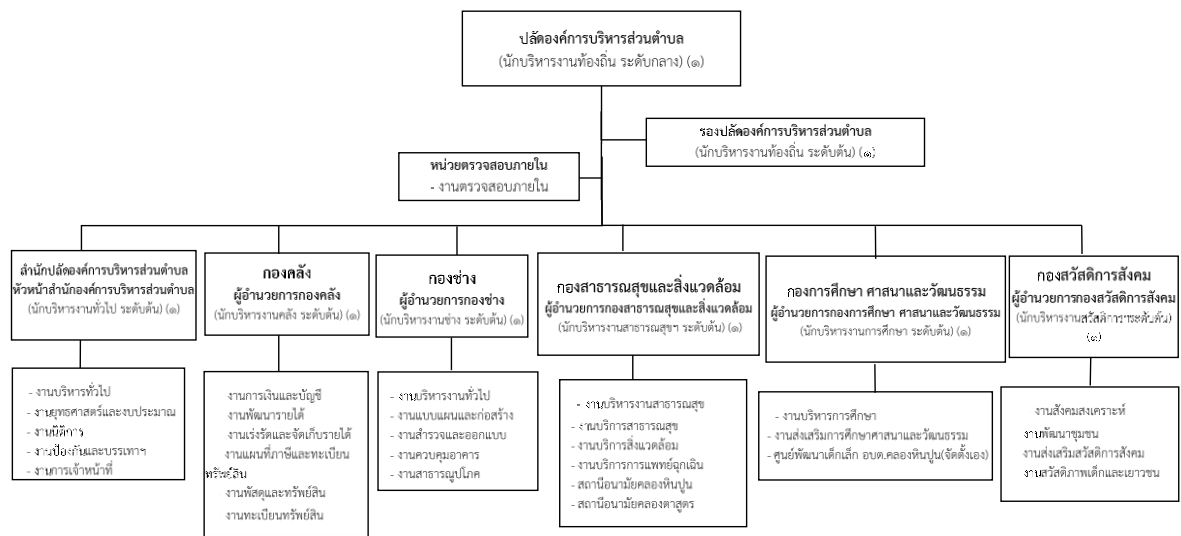 ปลัดองค์การบริหารส่วนตำบล
(นักบริหารงานท้องถิ่น ระดับกลาง) (๑)
รองปลัดองค์การบริหารส่วนตำบล
(นักบริหารงานท้องถิ่น ระดับต้น) (๑)
หน่วยตรวจสอบภายใน
- งานตรวจสอบภายใน
สำนักปลัดองค์การบริหารส่วนตำบล
หัวหน้าสำนักองค์การบริหารส่วนตำบล
(นักบริหารงานทั่วไป ระดับต้น) (๑)
กองคลัง
ผู้อำนวยการกองคลัง
(นักบริหารงานคลัง ระดับต้น) (๑)
กองช่าง
ผู้อำนวยการกองช่าง
(นักบริหารงานช่าง ระดับต้น) (๑)
กองสาธารณสุขและสิ่งแวดล้อม
ผู้อำนวยการกองสาธารณสุขและสิ่งแวดล้อม
(นักบริหารงานสาธารณสุขฯ ระดับต้น) (๑)
กองการศึกษา ศาสนาและวัฒนธรรม
ผู้อำนวยการกองการศึกษา ศาสนาและวัฒนธรรม
(นักบริหารงานการศึกษา ระดับต้น) (๑)
กองสวัสดิการสังคม
ผู้อำนวยการกองสวัสดิการสังคม
(นักบริหารงานสวัสดิการระดับต้น)
(๑)
- งานบริหารทั่วไป
- งานยุทธศาสตร์และงบประมาณ
- งานนิติการ
- งานป้องกันและบรรเทาฯ
- งานการเจ้าหน้าที่
งานการเงินและบัญชี
งานพัฒนารายได้
งานเร่งรัดและจัดเก็บรายได้
งานแผนที่ภาษีและทะเบียน
ทรัพย์สิน
งานพัสดุและทรัพย์สิน
งานทะเบียนทรัพย์สิน
- งานบริหารงานทั่วไป
- งานแบบแผนและก่อสร้าง
- งานสำรวจและออกแบบ
- งานควบคุมอาคาร
- งานสาธารณูปโภค
- งานบริหารงานสาธารณสุข
- งานบริการสาธารณสุข
- งานบริการสิ่งแวดล้อม
- งานบริการการแพทย์ฉุกเฉิน
- สถานีอนามัยคลองหินปูน
- สถานีอนามัยคลองตาสูตร
- งานบริหารการศึกษา
- งานส่งเสริมการศึกษาศาสนาและวัฒนธรรม
- ศูนย์พัฒนาเด็กเล็ก อบต.คลองหินปูน(จัดตั้งเอง)
งานสังคมสงเคราะห์
งานพัฒนาชุมชน
งานส่งเสริมสวัสดิการสังคม
งานสวัสดิภาพเด็กและเยาวชน